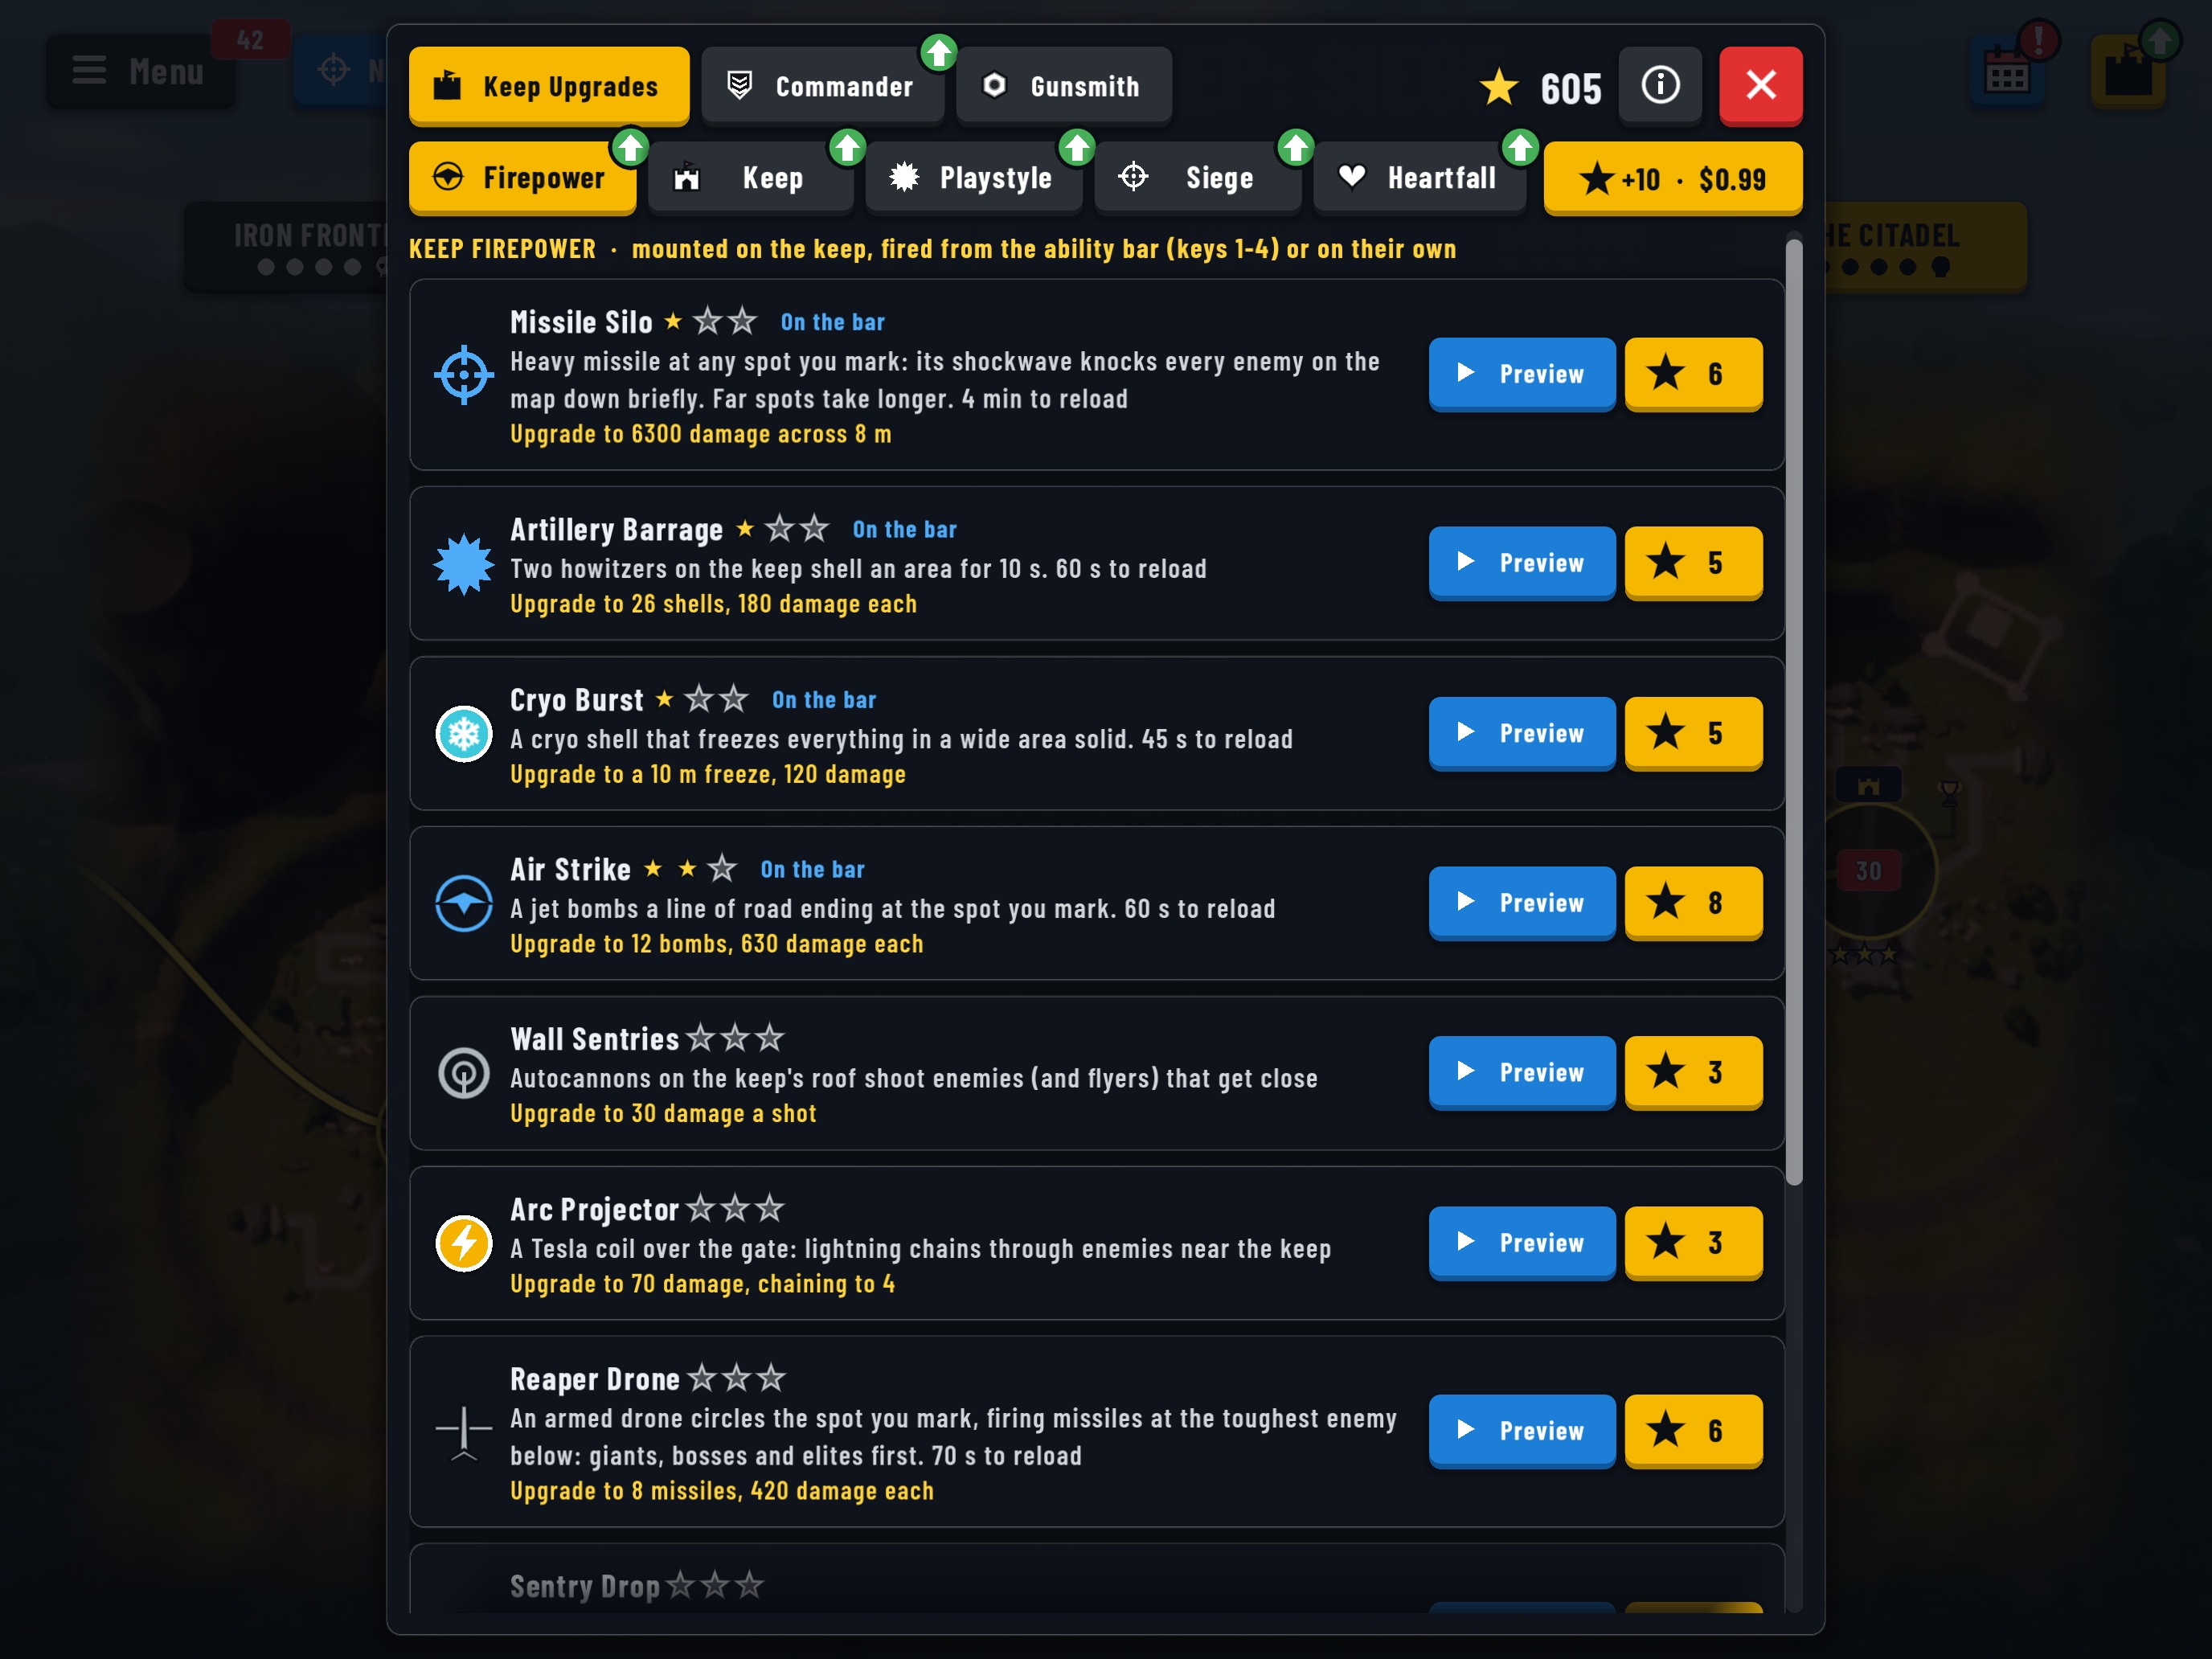 Menu
42
N
Keep Upgrades
Commander
Gunsmith
605
Firepower
Keep
Playstyle
Siege
Heartfall
+10 · $0.99
IRON FRONT
HE CITADEL
KEEP FIREPOWER · mounted on the keep, fired from the ability bar (keys 1-4) or on their own
Missile Silo
On the bar
Heavy missile at any spot you mark: its shockwave knocks every enemy on the
map down briefly. Far spots take longer. 4 min to reload
Upgrade to 6300 damage across 8 m
Preview
6
Artillery Barrage
On the bar
Two howitzers on the keep shell an area for 10 s. 60 s to reload
Upgrade to 26 shells, 180 damage each
Preview
5
Cryo Burst
On the bar
A cryo shell that freezes everything in a wide area solid. 45 s to reload
Upgrade to a 10 m freeze, 120 damage
Preview
5
Air Strike
On the bar
A jet bombs a line of road ending at the spot you mark. 60 s to reload
Upgrade to 12 bombs, 630 damage each
Preview
8
30
Wall Sentries
Autocannons on the keep's roof shoot enemies (and flyers) that get close
Upgrade to 30 damage a shot
Preview
3
Arc Projector
A Tesla coil over the gate: lightning chains through enemies near the keep
Upgrade to 70 damage, chaining to 4
Preview
3
Reaper Drone
An armed drone circles the spot you mark, firing missiles at the toughest enemy
below: giants, bosses and elites first. 70 s to reload
Upgrade to 8 missiles, 420 damage each
Preview
6
Sentry Drop